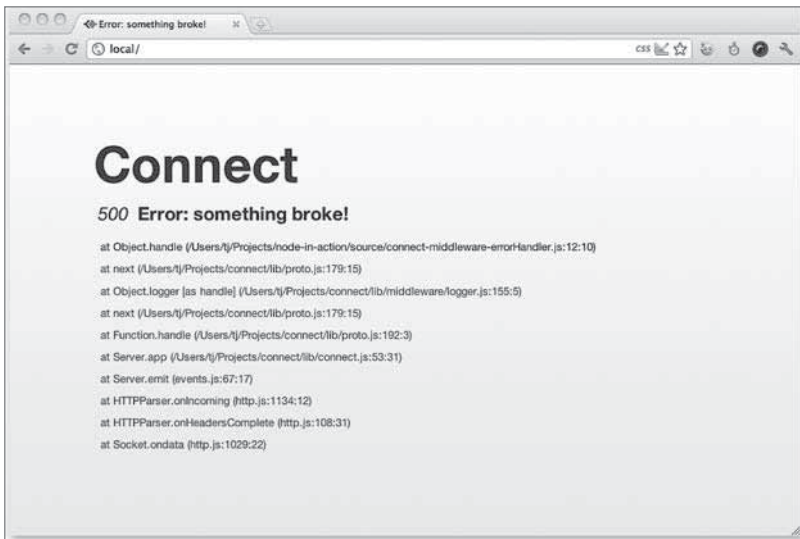 Error: something broke!
local/
CSS
Connect
500 Error: something broke!
at Object.handle (/Users/tj/Projects/node-in-action/source/connect-middleware-errorHandler.js:12:10)
at next (/Users/tj/Projects/connect/lib/proto.js:179:15)
at Object.logger [as handle] (/Users/tj/Projects/connect/lib/middleware/logger.js:155:5)
at next (/Users/tj/Projects/connect/lib/proto.js:179:15)
at Function.handle (/Users/tj/Projects/connect/lib/proto.js:192:3)
at Server.app (/Users/tj/Projects/connect/lib/connect.js:53:31)
at Server.emit (events.js:67:17)
at HTTPParser.onIncoming (http.js:1134:12)
at HTTPParser.onHeadersComplete (http.js:108:31)
at Socket.ondata (http.js:1029:22)